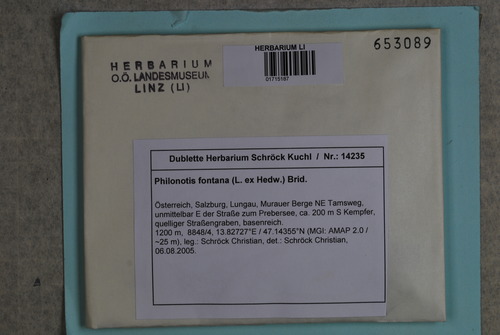 HERBARIUM
O.Ö. LANDESMUSEUM
LINZ (LI)
HERBARIUM LI
01715167
653089
Dublette Herbarium Schröck Kuchl / Nr.: 14235
Philonotis fontana (L. ex Hedw.) Brid.
Österreich, Salzburg, Lungau, Murauer Berge NE Tamsweg,
unmittelbar E der Straße zum Prebersee, ca. 200 m S Kempfer,
quelliger Straßengraben, basenreich.
1200 m, 8848/4, 13.82727°E / 47.14355°N (MGI: AMAP 2.0 /
~25 m), leg.: Schröck Christian, det.: Schröck Christian,
06.08.2005.